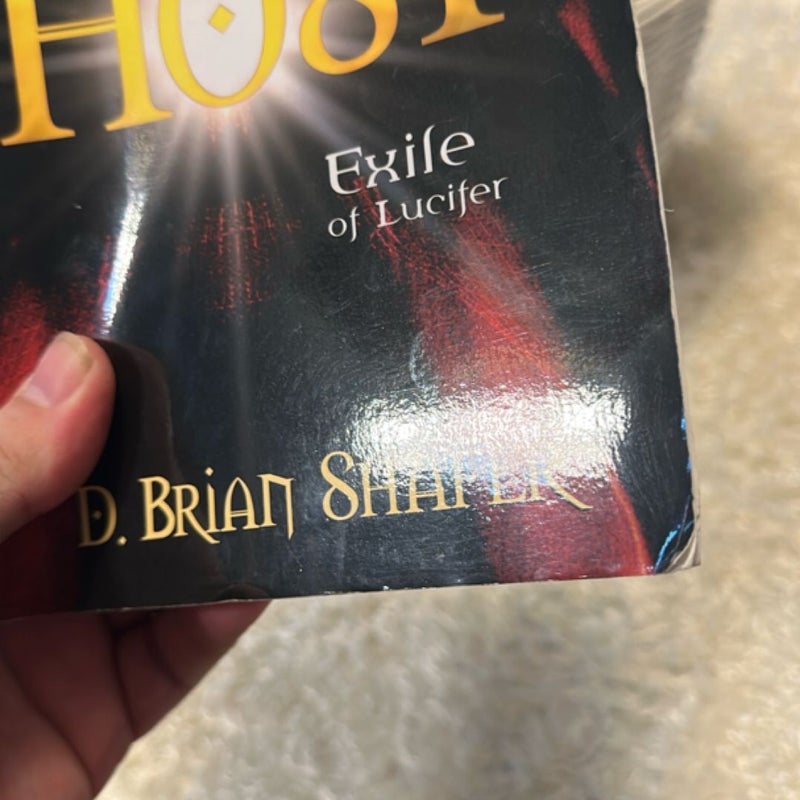 HOST
Exile
of Lucifer
D. BRIAN SHAFER